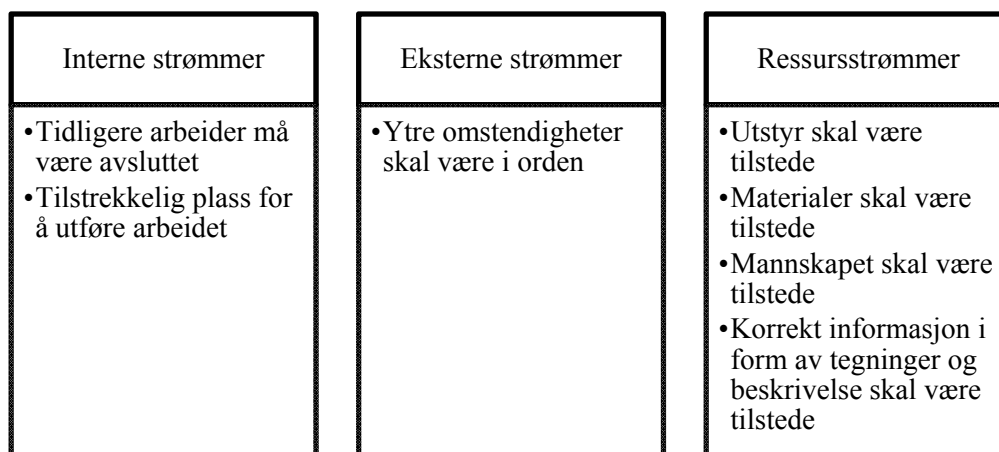 Interne strømmer
•Tidligere arbeider må
være avsluttet
•Tilstrekkelig plass for
å utføre arbeidet
Eksterne strømmer
•Ytre omstendigheter
skal være i orden
Ressursstrømmer
•Utstyr skal være
tilstede
•Materialer skal være
tilstede
•Mannskapet skal være
tilstede
•Korrekt informasjon i
form av tegninger og
beskrivelse skal være
tilstede